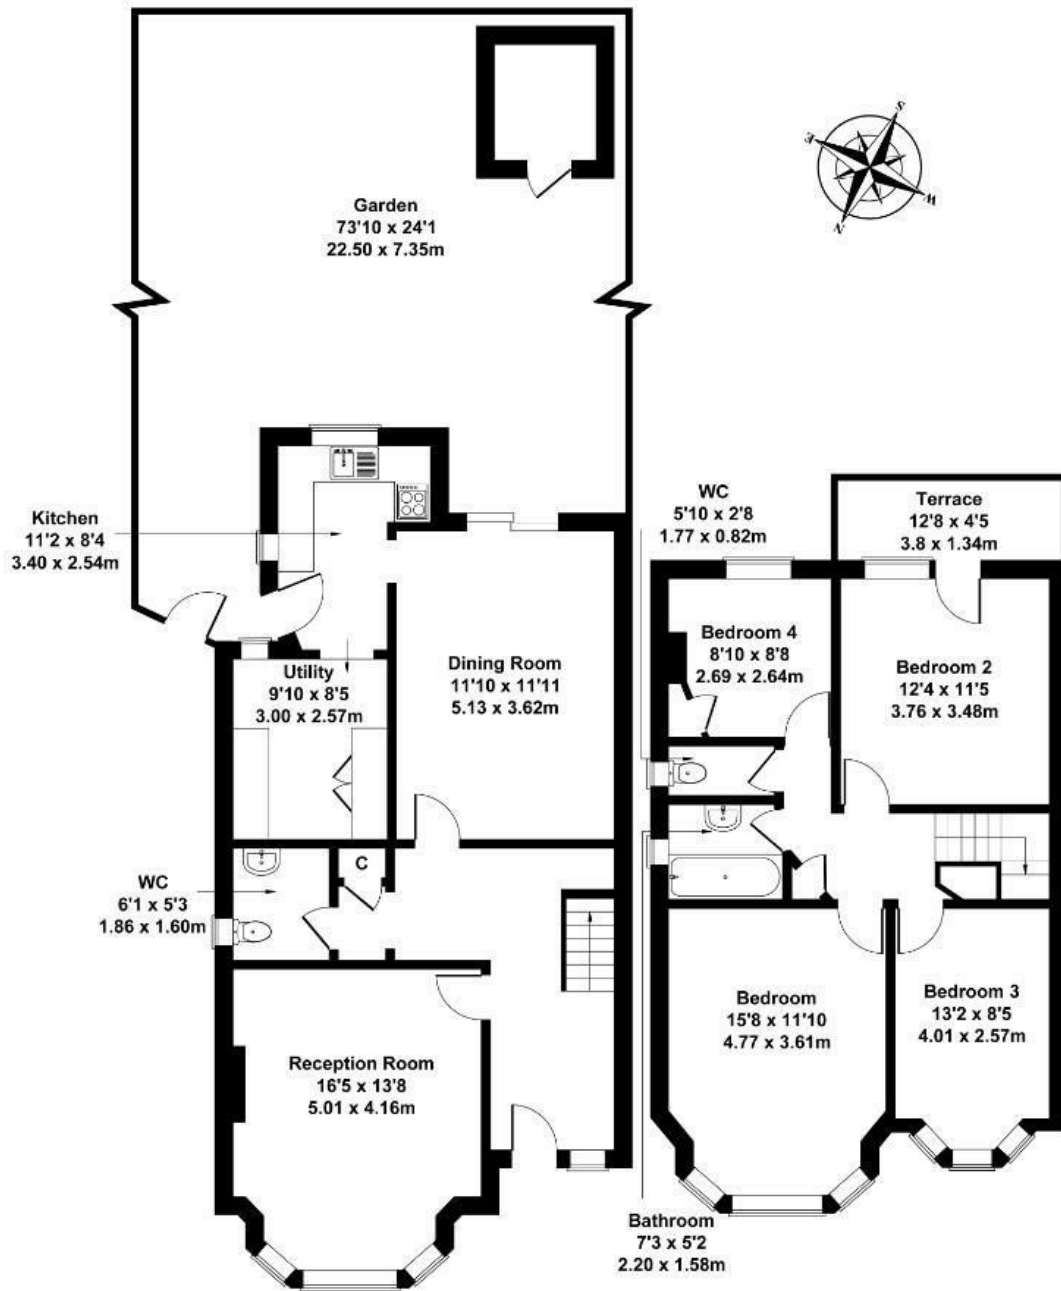 S
E
W
N
Garden
73'10 x 24'1
22.50 x 7.35m
Kitchen
11'2 x 8'4
3.40 x 2.54m
Utility
9'10 x 8'5
3.00 x 2.57m
Dining Room
11'10 x 11'11
5.13 x 3.62m
WC
6'1 x 5'3
1.86 x 1.60m
C
Reception Room
16'5 x 13'8
5.01 x 4.16m
WC
5'10 x 2'8
1.77 x 0.82m
Terrace
12'8 x 4'5
3.8 x 1.34m
Bedroom 4
8'10 x 8'8
2.69 x 2.64m
Bedroom 2
12'4 x 11'5
3.76 x 3.48m
Bedroom
15'8 x 11'10
4.77 x 3.61m
Bedroom 3
13'2 x 8'5
4.01 x 2.57m
Bathroom
7'3 x 5'2
2.20 x 1.58m